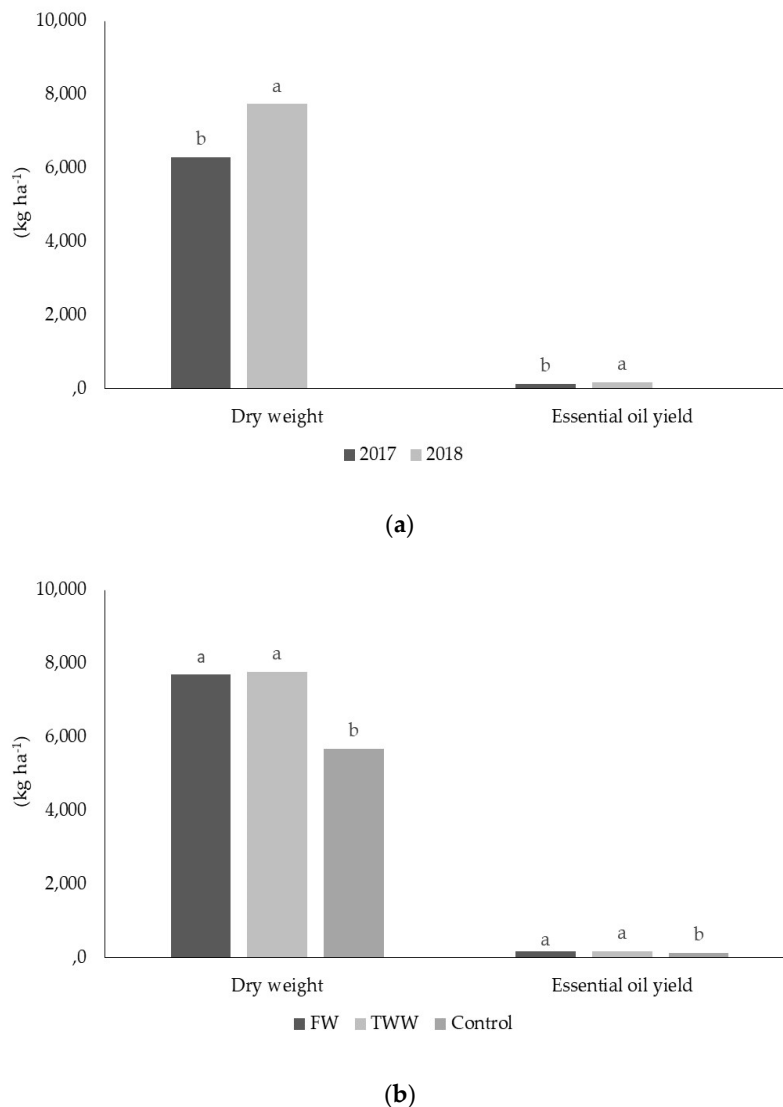 10,000
8,000
6,000
4,000
2,000
,0
(kg ha-1)
b
a
b
a
Dry weight
Essential oil yield
2017 2018
(a)
10,000
8,000
6,000
4,000
2,000
,0
(kg ha-1)
a
a
b
a
a
b
Dry weight
Essential oil yield
FW TWW Control
(b)